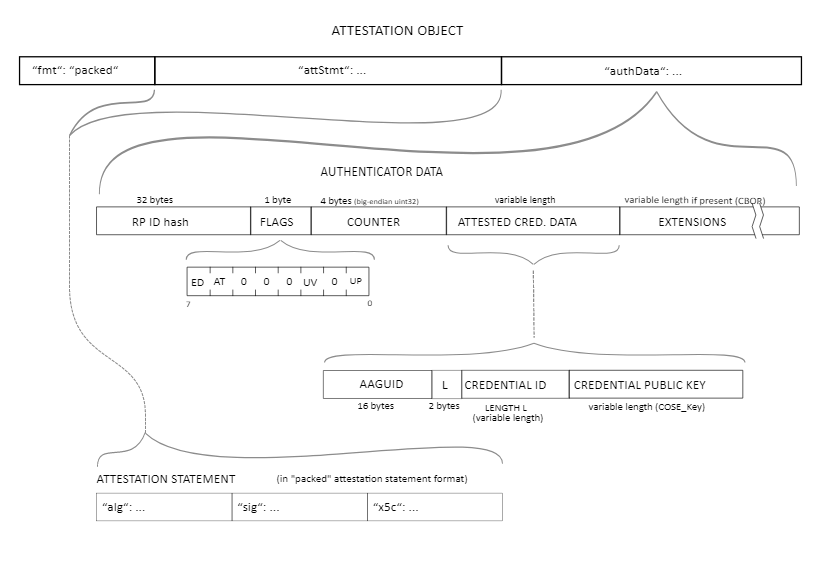 ATTESTATION OBJECT
“fmt“: “packed“ “attStmt“: ... “authData“: ...
AUTHENTICATOR DATA
32 bytes 1 byte 4 bytes (big-endian uint32) variable length variable length if present (CBOR)
RP ID hash FLAGS COUNTER ATTESTED CRED. DATA EXTENSIONS
ED AT 0 0 0 UV 0 UP
7 0
AAGUID L CREDENTIAL ID CREDENTIAL PUBLIC KEY
16 bytes 2 bytes LENGTH L variable length (COSE_Key)
(variable length)
ATTESTATION STATEMENT (in "packed" attestation statement format)
“alg“: ... “sig“: ... “x5c“: ...